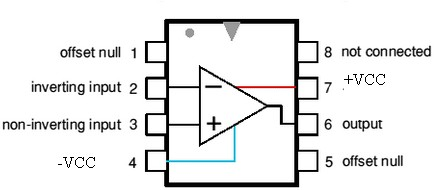 offset null 1
8 not connected
inverting input 2
7 +VCC
non-inverting input 3
6 output
-VCC 4
5 offset null
−
+